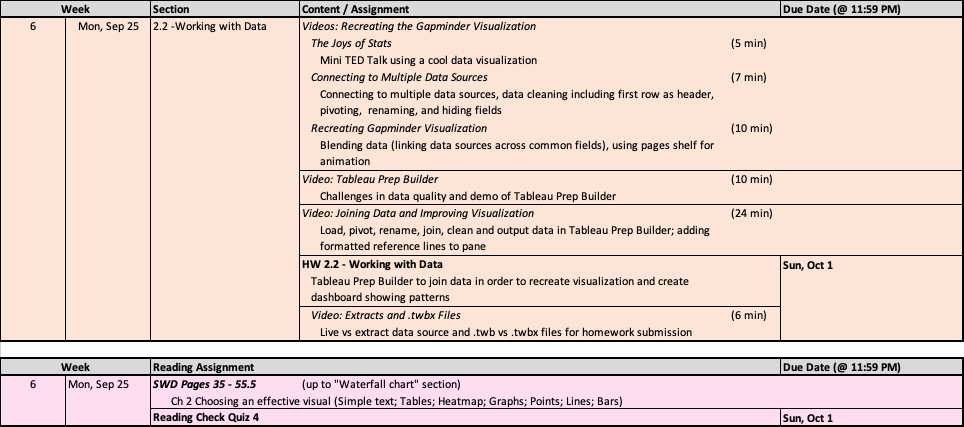 Week Section Content / Assignment Due Date (@ 11:59 PM)
6 Mon, Sep 25 2.2 -Working with Data Videos: Recreating the Gapminder Visualization
The Joys of Stats (5 min)
Mini TED Talk using a cool data visualization
Connecting to Multiple Data Sources (7 min)
Connecting to multiple data sources, data cleaning including first row as header,
pivoting, renaming, and hiding fields
Recreating Gapminder Visualization (10 min)
Blending data (linking data sources across common fields), using pages shelf for
animation
Video: Tableau Prep Builder (10 min)
Challenges in data quality and demo of Tableau Prep Builder
Video: Joining Data and Improving Visualization (24 min)
Load, pivot, rename, join, clean and output data in Tableau Prep Builder; adding
formatted reference lines to pane
HW 2.2 - Working with Data Sun, Oct 1
Tableau Prep Builder to join data in order to recreate visualization and create
dashboard showing patterns
Video: Extracts and .twbx Files (6 min)
Live vs extract data source and .twb vs .twbx files for homework submission
Week Reading Assignment Due Date (@ 11:59 PM)
6 Mon, Sep 25 SWD Pages 35 - 55.5 (up to "Waterfall chart" section)
Ch 2 Choosing an effective visual (Simple text; Tables; Heatmap; Graphs; Points; Lines; Bars)
Reading Check Quiz 4 Sun, Oct 1